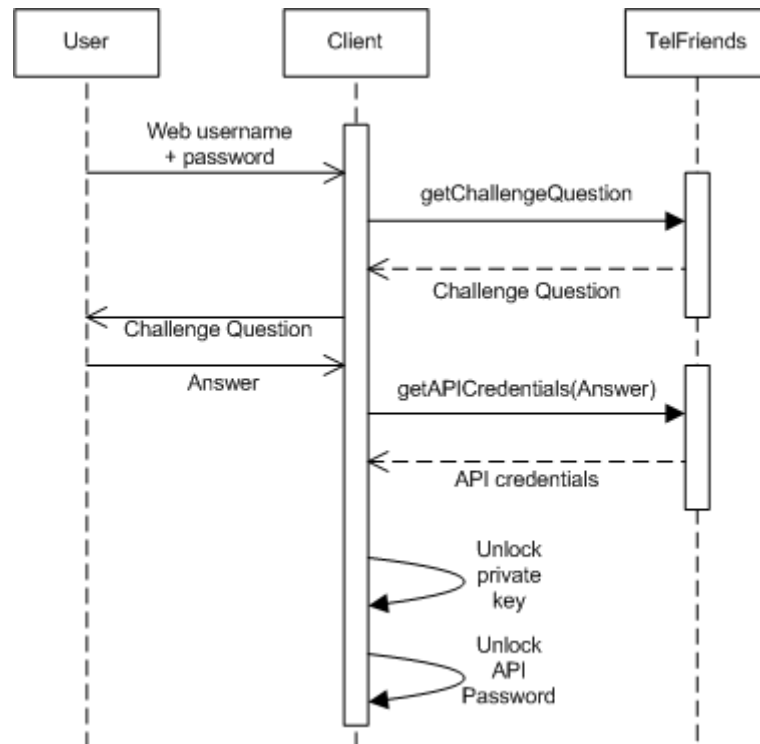 User
Client
TelFriends
Web username
+ password
getChallengeQuestion
Challenge Question
Challenge Question
Answer
getAPICredentials(Answer)
API credentials
Unlock
private
key
Unlock
API
Password